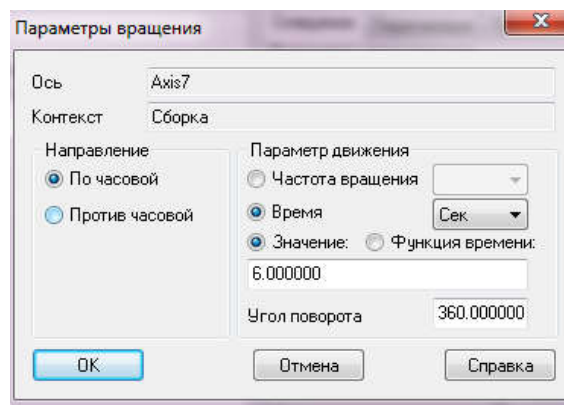 Параметры вращения
Ось Axis7
Контекст Сборка
Направление
По часовой
Против часовой
Параметр движения
Частота вращения
Время Сек
Значение: Функция времени:
6.000000
Угол поворота 360.000000
OK Отмена Справка